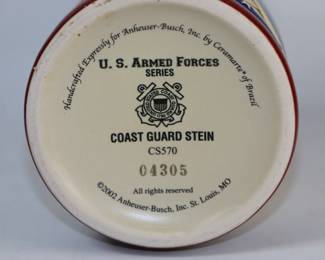 Handcrafted Expressly for Anheuser-Busch, Inc. by Ceramarte® of Brazil
U. S. ARMED FORCES
SERIES
COAST GUARD STEIN
CS570
04305
All rights reserved
©2002 Anheuser-Busch, Inc. St. Louis, MO